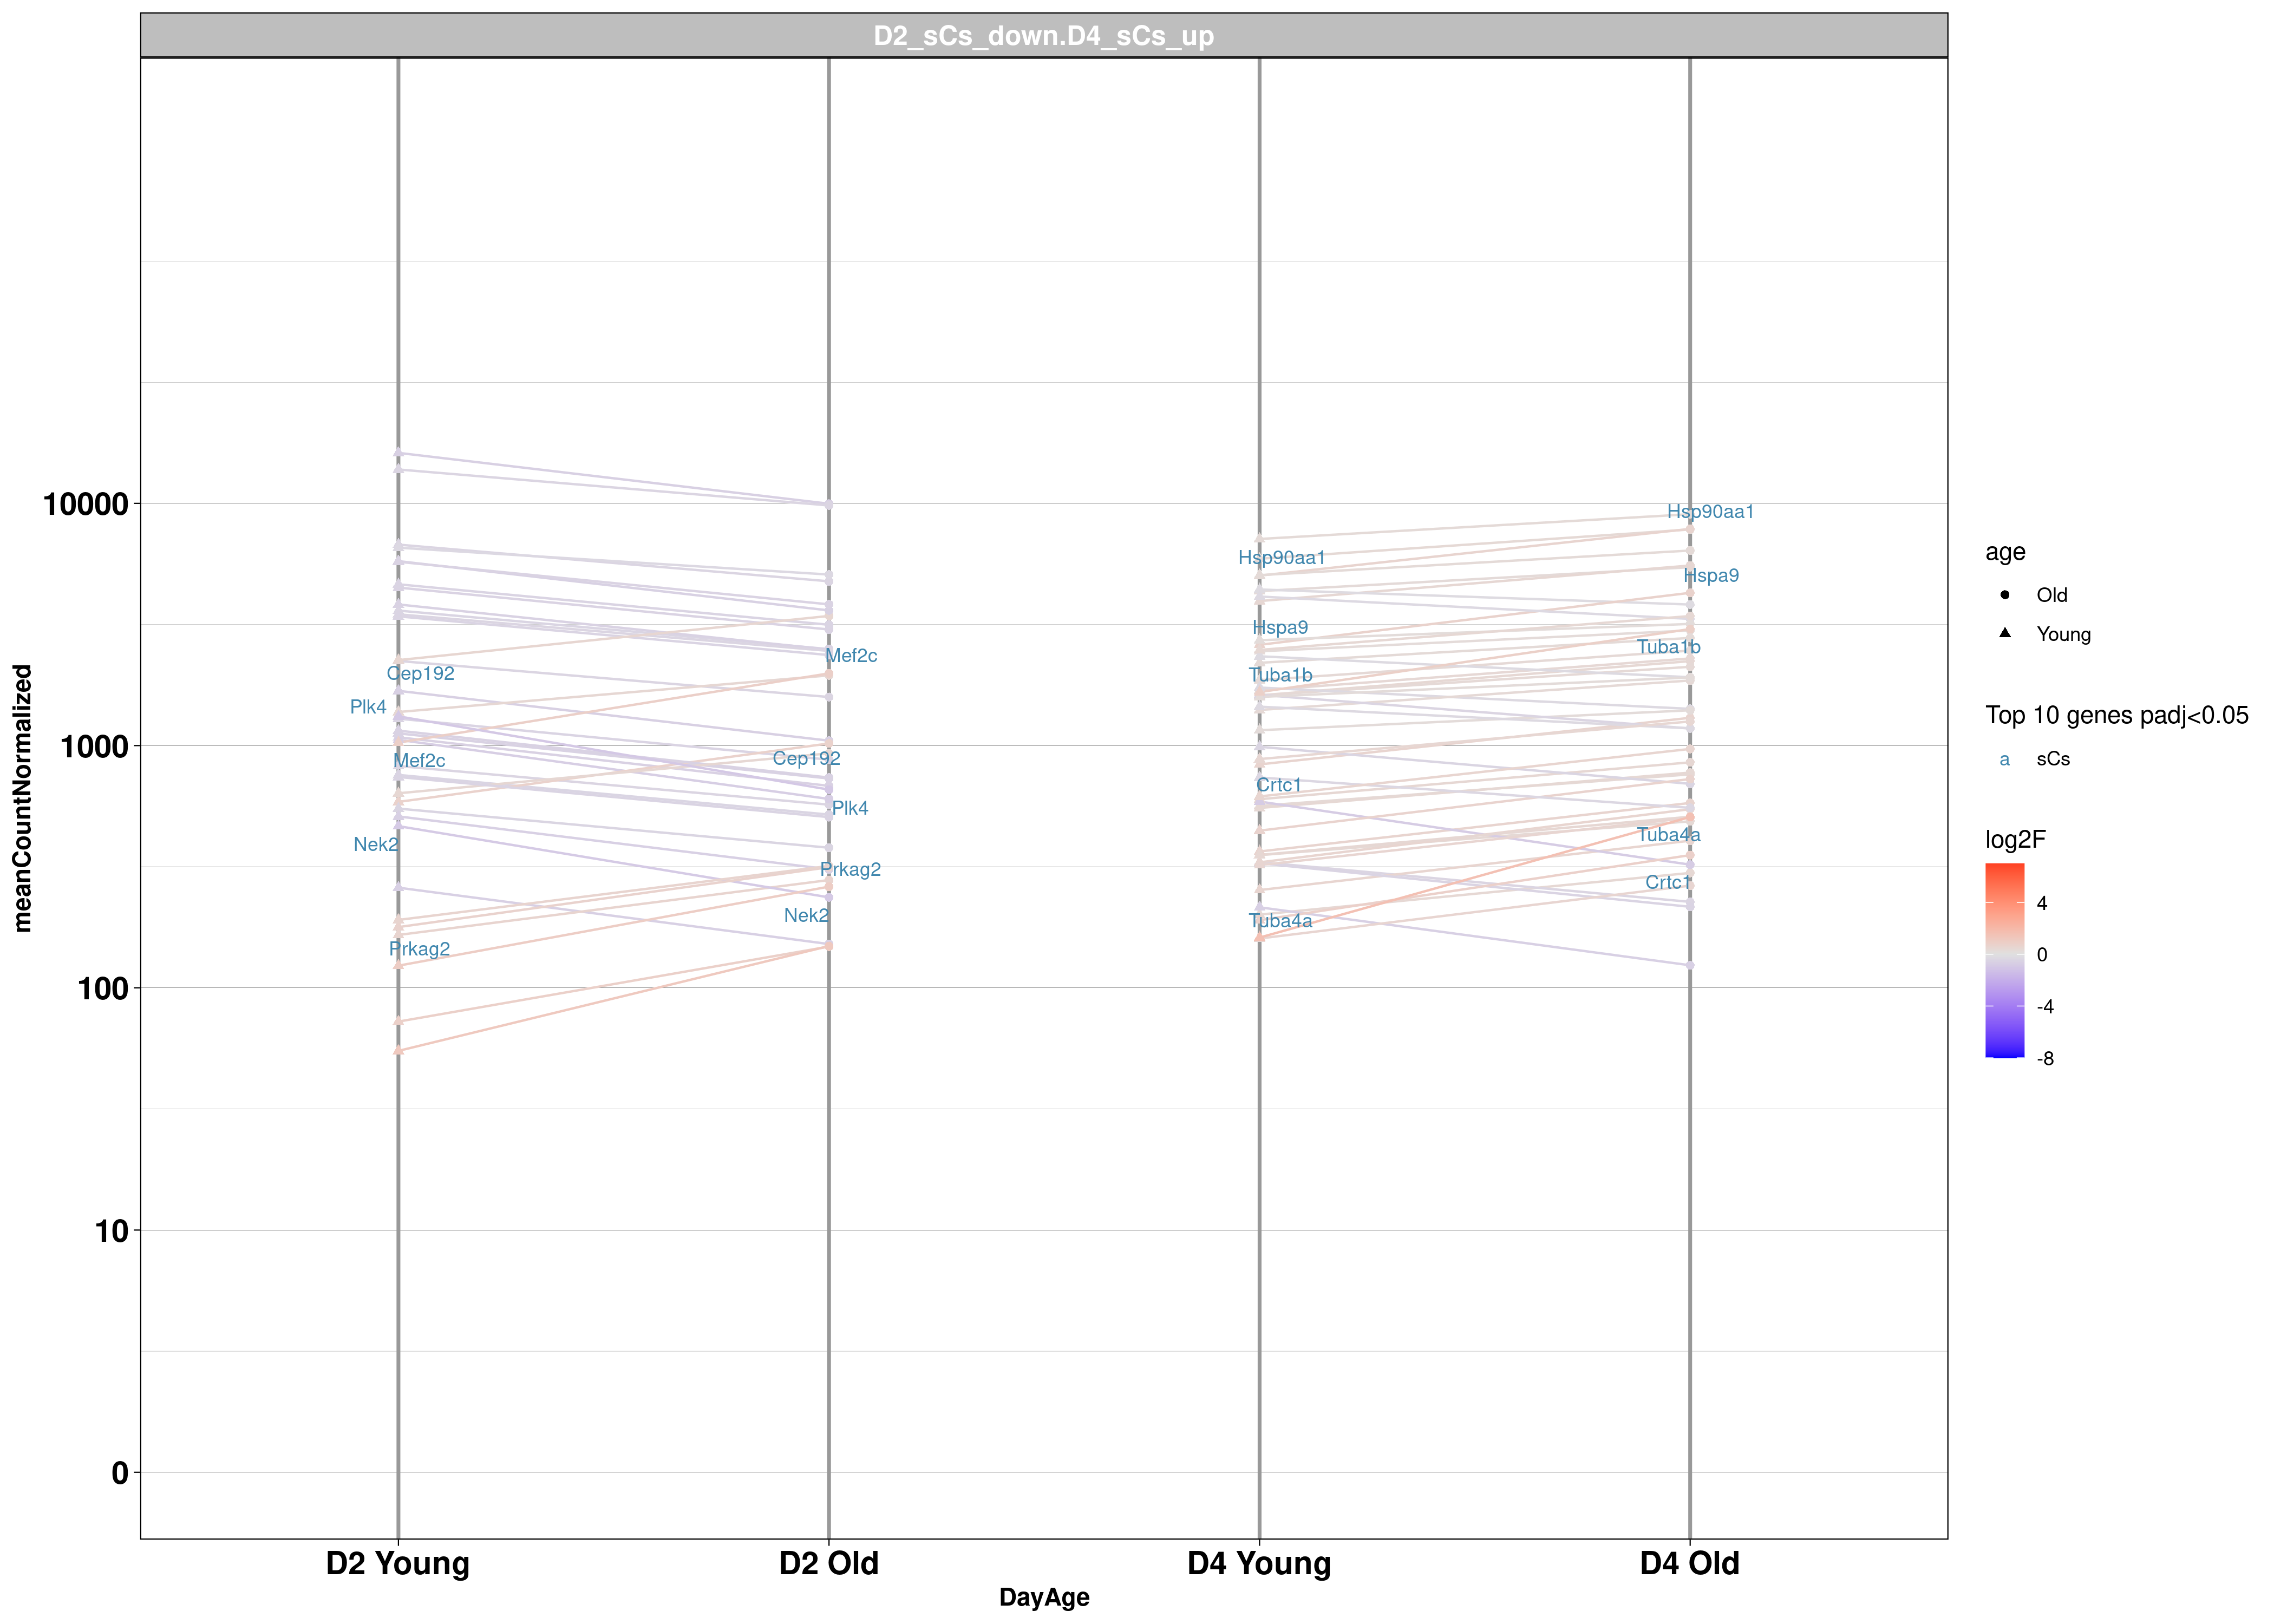 D2_sCs_down.D4_sCs_up
meanCountNormalized
10000
1000
100
10
0
Cep192
Plk4
Mef2c
Nek2
Prkag2
Mef2c
Cep192
Plk4
Prkag2
Nek2
Hsp90aa1
Hspa9
Tuba1b
Crtc1
Tuba4a
Hsp90aa1
Hspa9
Tuba1b
Tuba4a
Crtc1
D2 Young
D2 Old
D4 Young
D4 Old
DayAge
age
Old
Young
Top 10 genes padj<0.05
a sCs
log2F
4
0
-4
-8